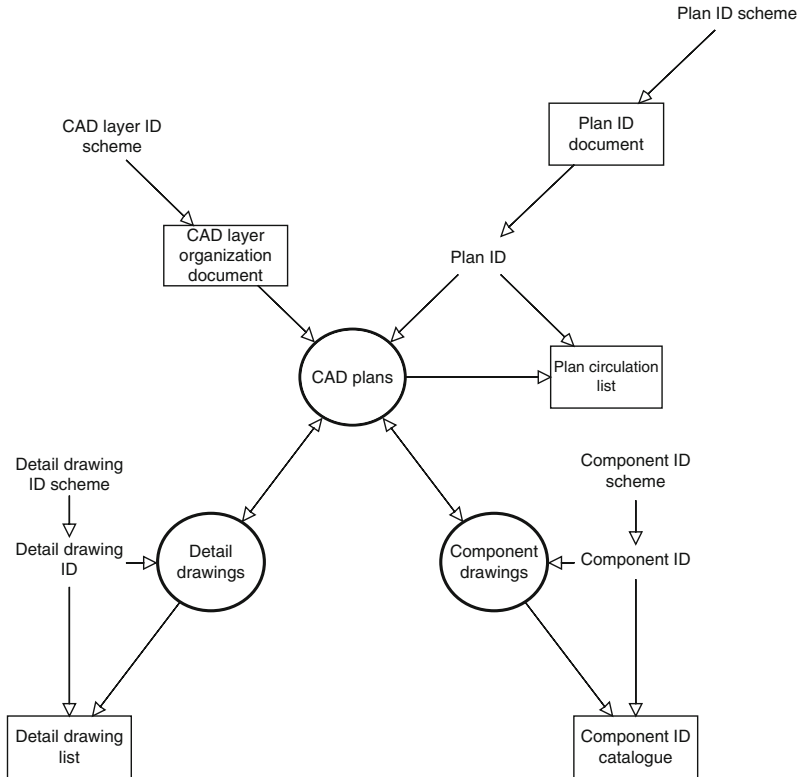 Plan ID scheme
CAD layer ID
scheme
Plan ID
document
CAD layer
organization
document
Plan ID
CAD plans
Plan circulation
list
Detail drawing
ID scheme
Component ID
scheme
Detail drawing
ID
Detail
drawings
Component
drawings
Component ID
Detail drawing
list
Component ID
catalogue